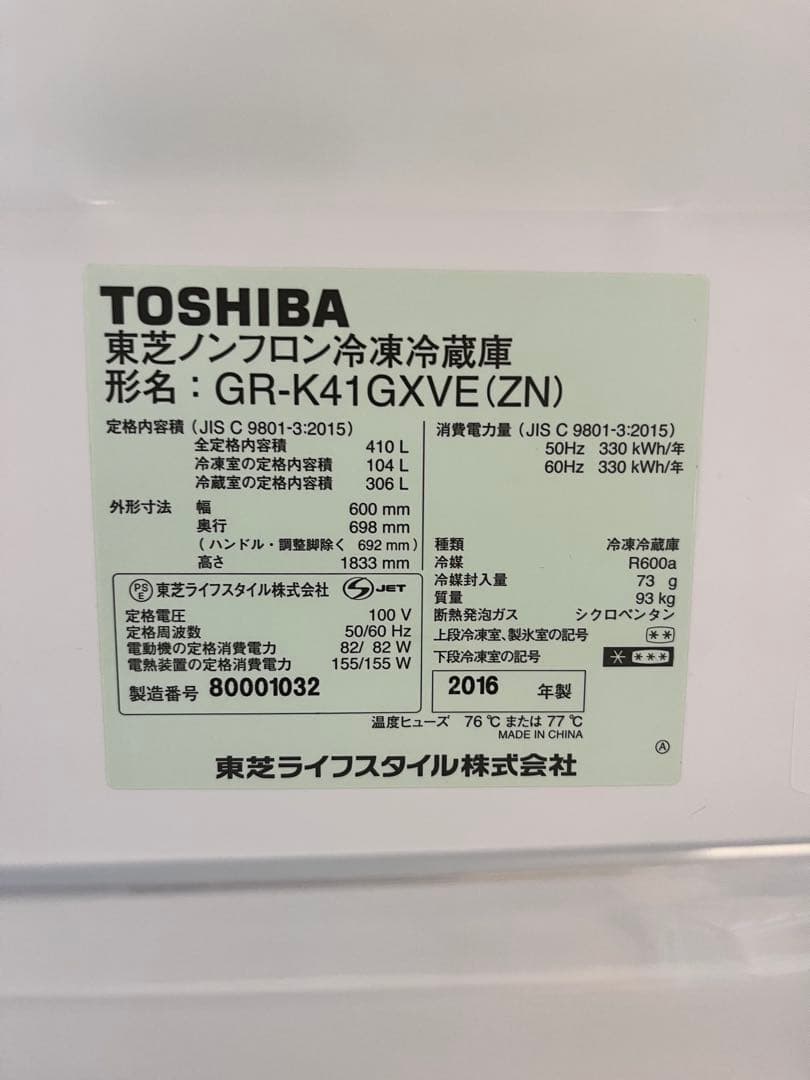 TOSHIBA
東芝ノンフロン冷凍冷蔵庫
形名：GR-K41GXVE(ZN)
定格内容積（JIS C 9801-3:2015）
全定格内容積 410 L
冷凍室の定格内容積 104 L
冷蔵室の定格内容積 306 L
外形寸法 幅 600 mm
奥行 698 mm
（ハンドル・調整脚除く 692 mm）
高さ 1833 mm
PSE 東芝ライフスタイル株式会社 S JET
定格電圧 100 V
定格周波数 50/60 Hz
電動機の定格消費電力 82/ 82 W
電熱装置の定格消費電力 155/155 W
製造番号 80001032
消費電力量（JIS C 9801-3:2015）
50Hz 330 kWh/年
60Hz 330 kWh/年
種類 冷凍冷蔵庫
冷媒 R600a
冷媒封入量 73 g
質量 93 kg
断熱発泡ガス シクロペンタン
上段冷凍室、製氷室の記号 **
下段冷凍室の記号 * ***
2016 年製
温度ヒューズ 76 ℃ または 77 ℃
MADE IN CHINA
A
東芝ライフスタイル株式会社